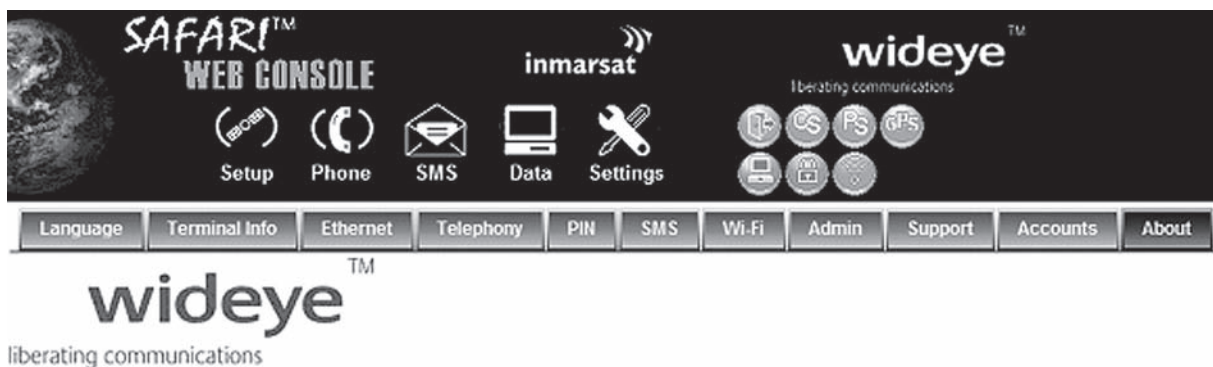 SAFARI™
WEB CONSOLE
inmarsat
wideye™
liberating communications
Setup Phone SMS Data Settings
CS PS GPS
Language Terminal Info Ethernet Telephony PIN SMS Wi-Fi Admin Support Accounts About
wideye™
liberating communications